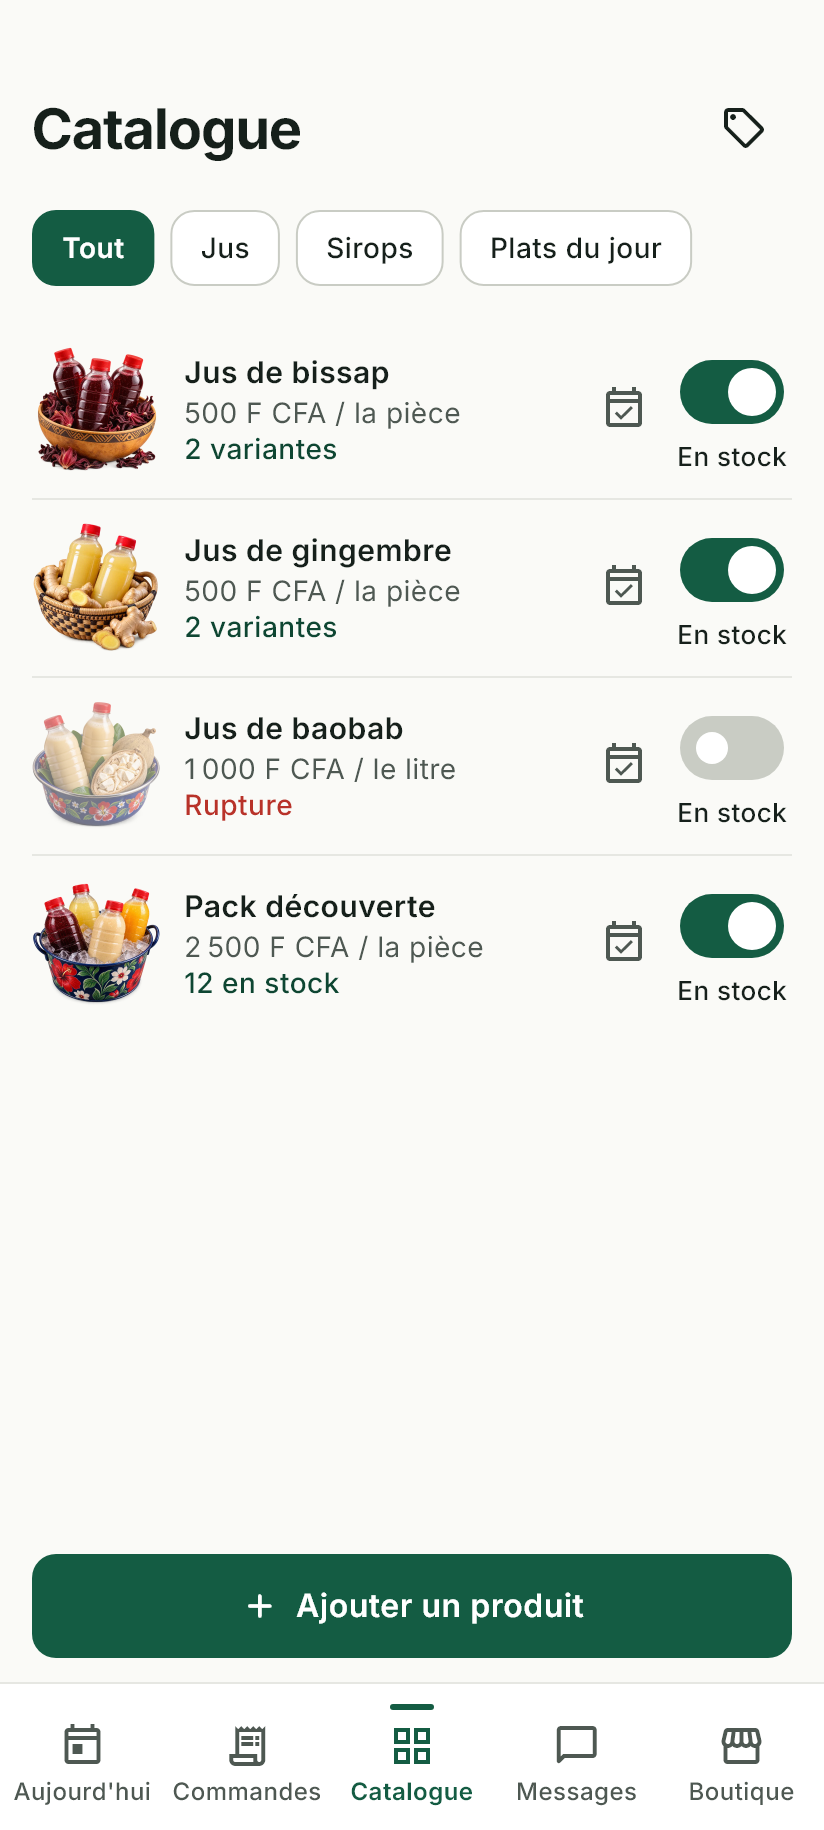 Catalogue
Tout
Jus
Sirops
Plats du jour
Jus de bissap
500 F CFA / la pièce
2 variantes
En stock
Jus de gingembre
500 F CFA / la pièce
2 variantes
En stock
Jus de baobab
1 000 F CFA / le litre
Rupture
En stock
Pack découverte
2 500 F CFA / la pièce
12 en stock
En stock
+ Ajouter un produit
Aujourd'hui
Commandes
Catalogue
Messages
Boutique